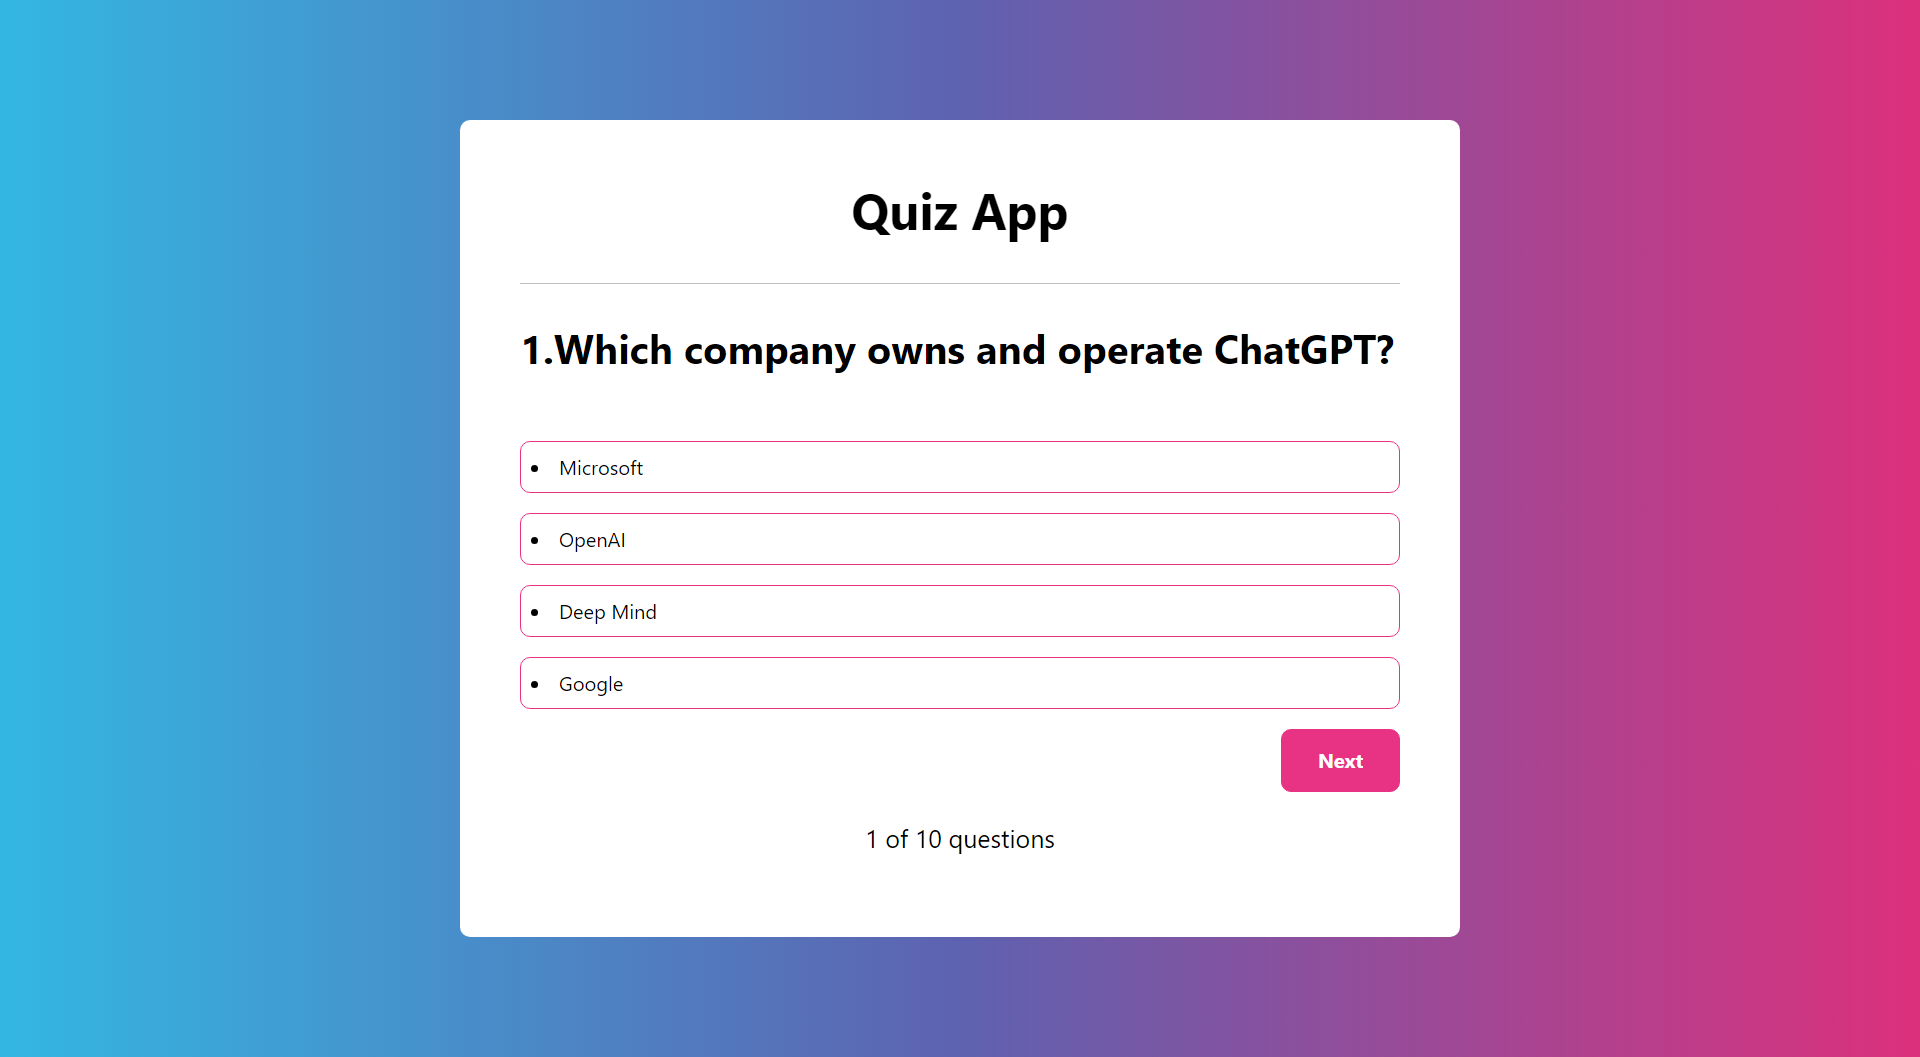 Quiz App
1.Which company owns and operate ChatGPT?
• Microsoft
• OpenAI
• Deep Mind
• Google
Next
1 of 10 questions